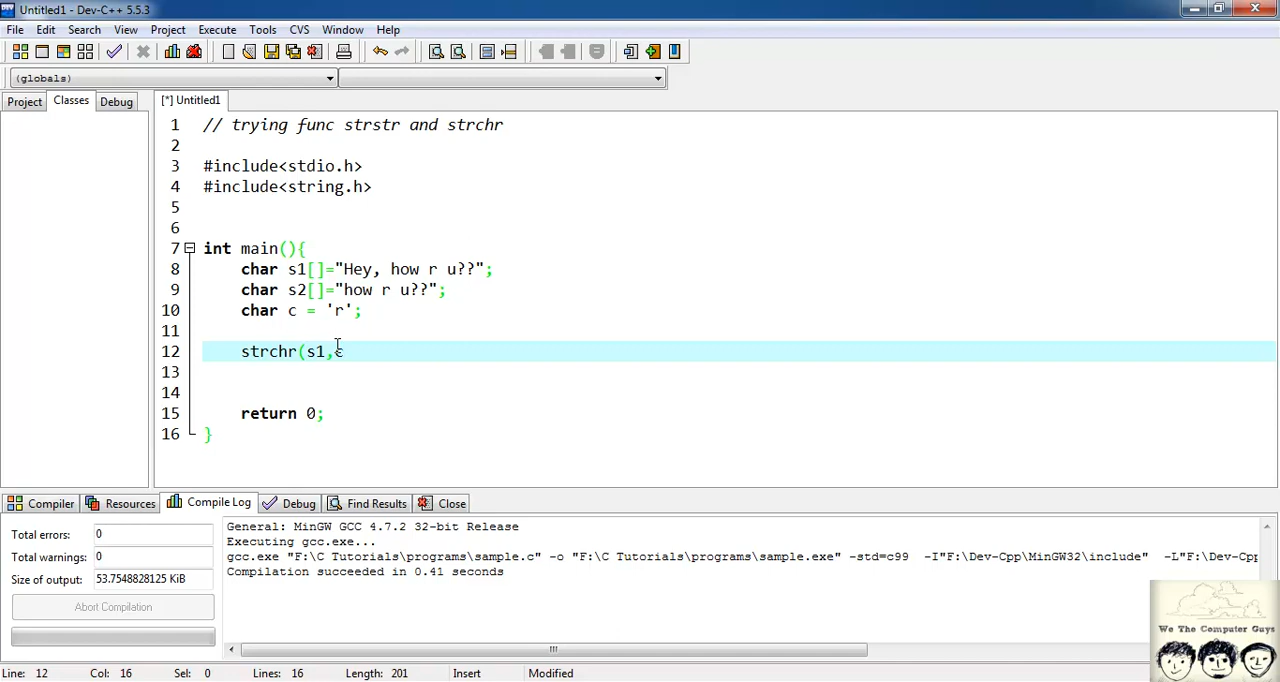 Untitled1 - Dev-C++ 5.5.3
File Edit Search View Project Execute Tools CVS Window Help
(globals)
Project Classes Debug [*] Untitled1
1 // trying func strstr and strchr
2
3 #include<stdio.h>
4 #include<string.h>
5
6
7 int main(){
8 char s1[]="Hey, how r u??";
9 char s2[]="how r u??";
10 char c = 'r';
11
12 strchr(s1,c
13
14
15 return 0;
16 }
Compiler Resources Compile Log Debug Find Results Close
Total errors: 0
Total warnings: 0
Size of output: 53.7548828125 KiB
Abort Compilation
General: MinGW GCC 4.7.2 32-bit Release
Executing gcc.exe...
gcc.exe "F:\C Tutorials\programs\sample.c" -o "F:\C Tutorials\programs\sample.exe" -std=c99 -I"F:\Dev-Cpp\MinGW32\include" -L"F:\Dev-Cpp
Compilation succeeded in 0.41 seconds
We The Computer Guys
Line: 12 Col: 16 Sel: 0 Lines: 16 Length: 201 Insert Modified